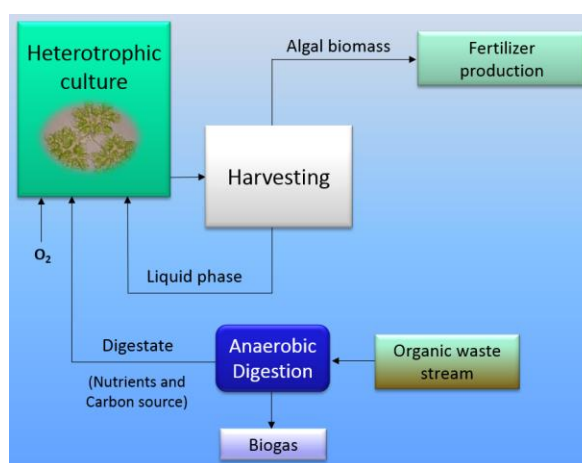 Heterotrophic
culture
Algal biomass
Fertilizer
production
Harvesting
O₂
Liquid phase
Digestate
(Nutrients and
Carbon source)
Anaerobic
Digestion
Organic waste
stream
Biogas